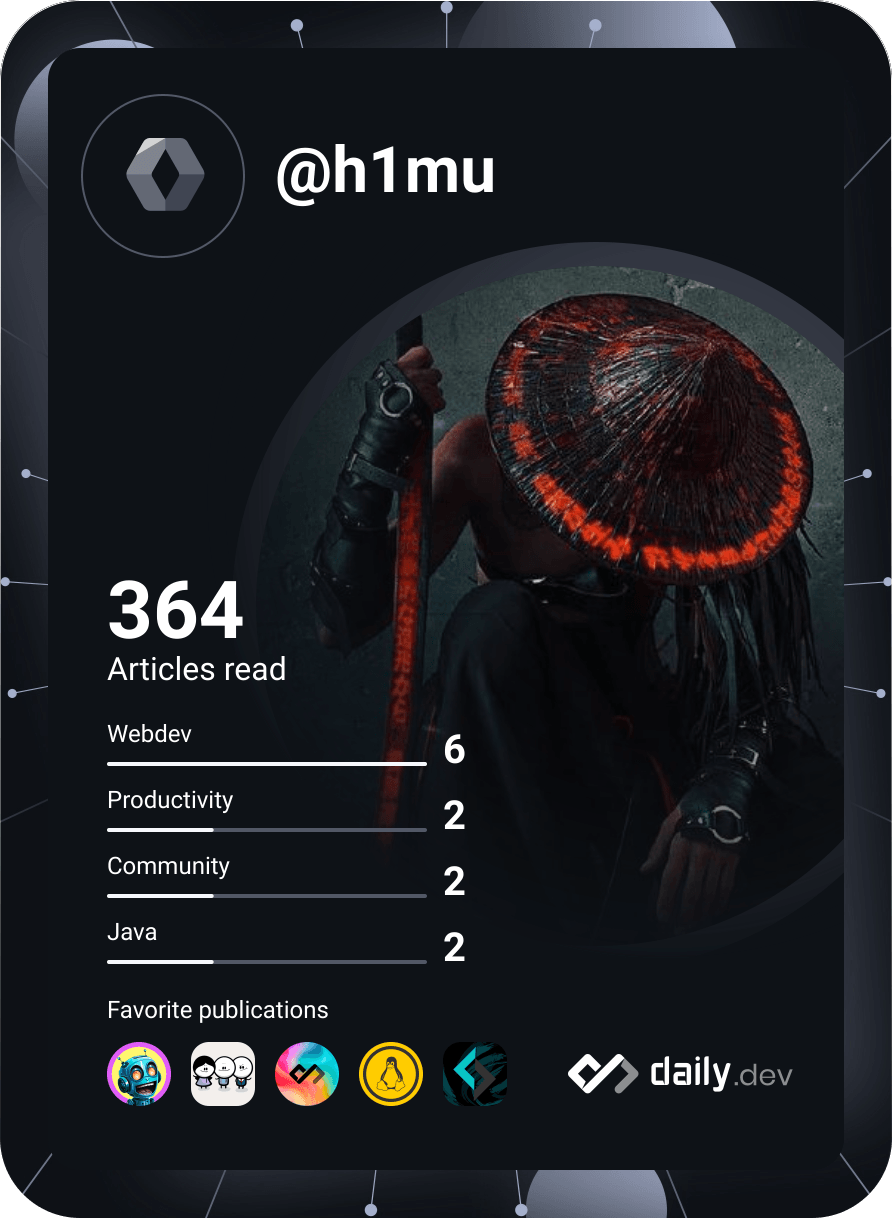 @h1mu
364
Articles read
Webdev
6
Productivity
2
Community
2
Java
2
Favorite publications
daily.dev